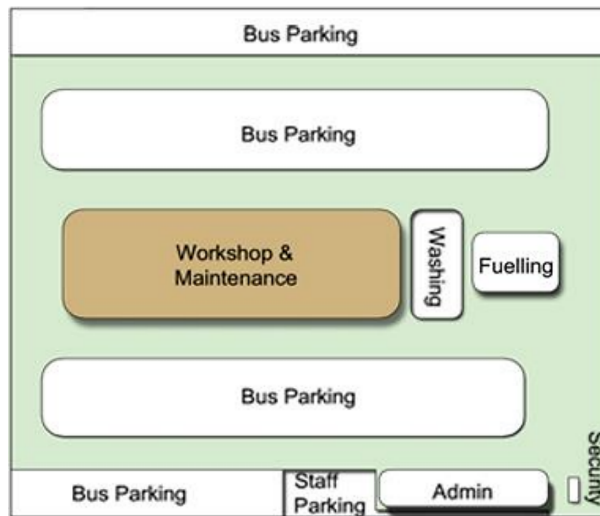 Bus Parking
Bus Parking
Workshop &
Maintenance
Washing
Fuelling
Bus Parking
Security
Bus Parking
Staff
Parking
Admin